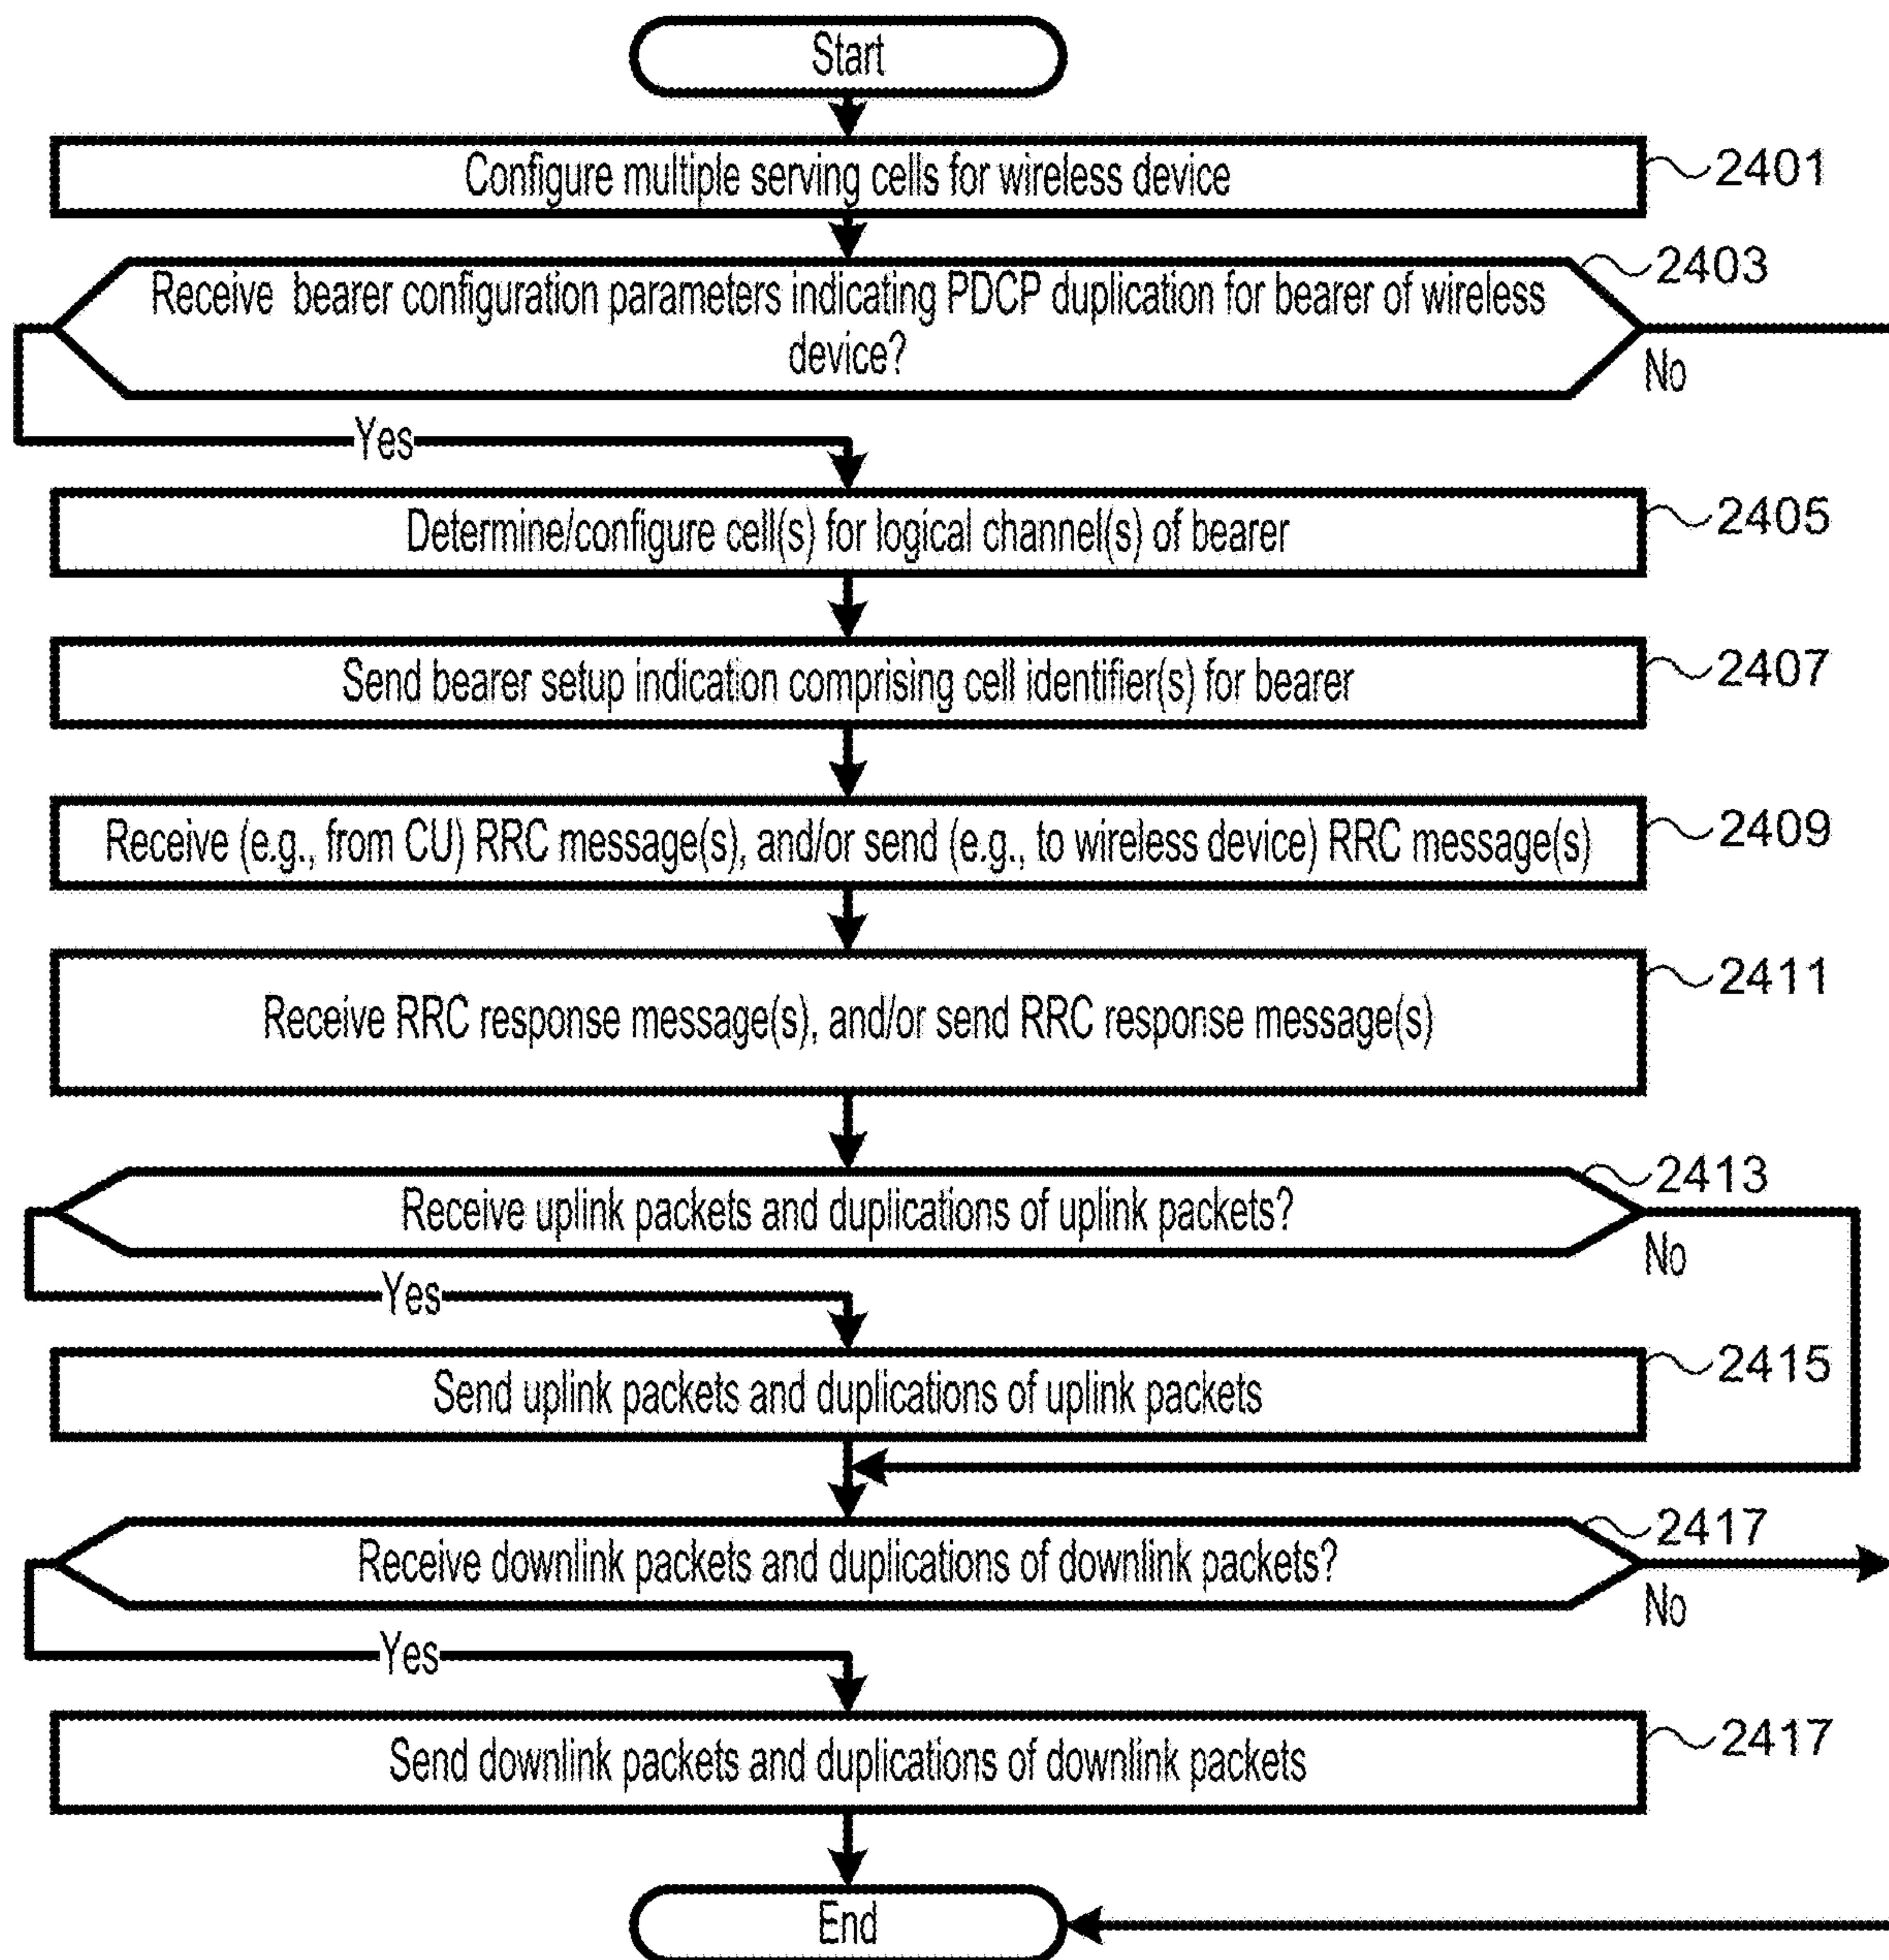 Start
Configure multiple serving cells for wireless device
2401
Receive bearer configuration parameters indicating PDCP duplication for bearer of wireless
device?
2403
No
Yes
Determine/configure cell(s) for logical channel(s) of bearer
2405
Send bearer setup indication comprising cell identifier(s) for bearer
2407
Receive (e.g., from CU) RRC message(s), and/or send (e.g., to wireless device) RRC message(s)
2409
Receive RRC response message(s), and/or send RRC response message(s)
2411
Receive uplink packets and duplications of uplink packets?
2413
No
Yes
Send uplink packets and duplications of uplink packets
2415
Receive downlink packets and duplications of downlink packets?
2417
No
Yes
Send downlink packets and duplications of downlink packets
2417
End